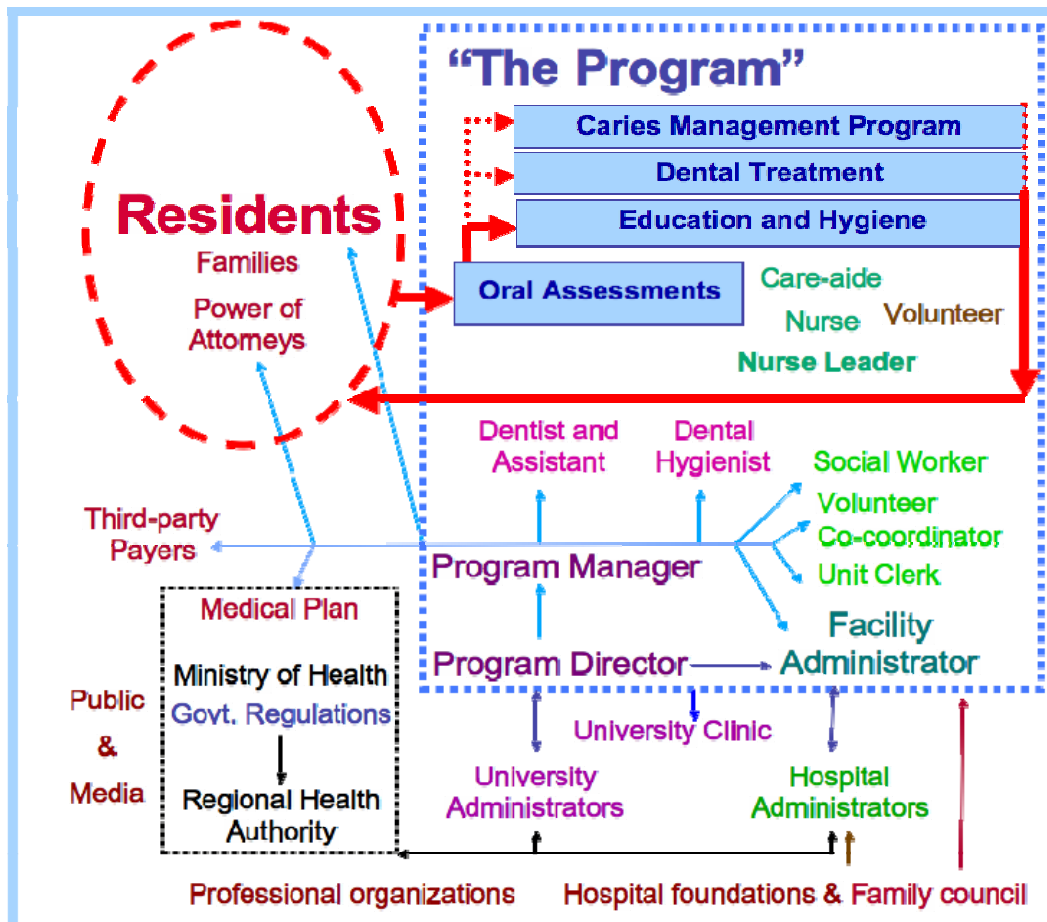 “The Program”
Caries Management Program
Dental Treatment
Education and Hygiene
Oral Assessments
Care-aide
Nurse
Volunteer
Nurse Leader
Residents
Families
Power of
Attorneys
Dentist and
Assistant
Dental
Hygienist
Social Worker
Volunteer
Co-coordinator
Unit Clerk
Third-party
Payers
Program Manager
Facility
Administrator
Program Director
Medical Plan
Ministry of Health
Govt. Regulations
Regional Health
Authority
Public
&
Media
University Clinic
University
Administrators
Hospital
Administrators
Professional organizations
Hospital foundations & Family council